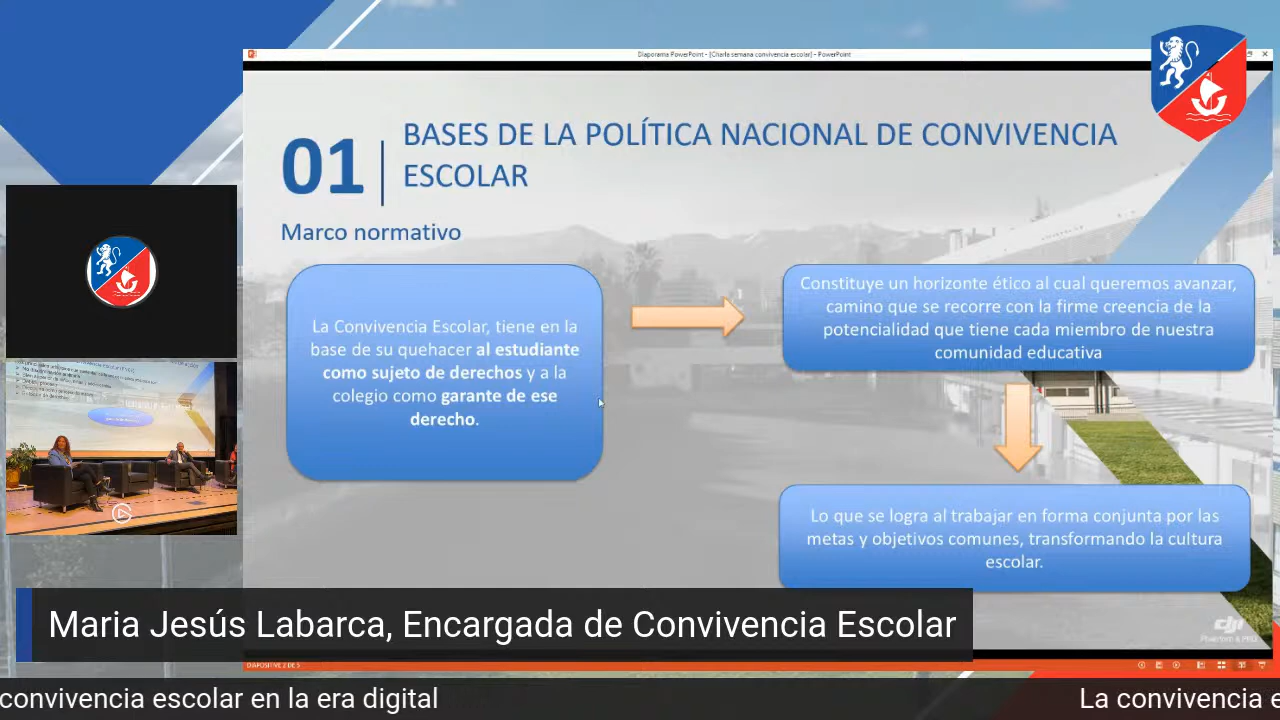 Diaporama PowerPoint - [Charla semana convivencia escolar] - PowerPoint
01
BASES DE LA POLÍTICA NACIONAL DE CONVIVENCIA
ESCOLAR
Marco normativo
La Convivencia Escolar, tiene en la
base de su quehacer al estudiante
como sujeto de derechos y a la
colegio como garante de ese
derecho.
Constituye un horizonte ético al cual queremos avanzar,
camino que se recorre con la firme creencia de la
potencialidad que tiene cada miembro de nuestra
comunidad educativa
Lo que se logra al trabajar en forma conjunta por las
metas y objetivos comunes, transformando la cultura
escolar.
dji
Maria Jesús Labarca, Encargada de Convivencia Escolar
DIAPOSITIVE 2 DE 5
convivencia escolar en la era digital
La convivencia e